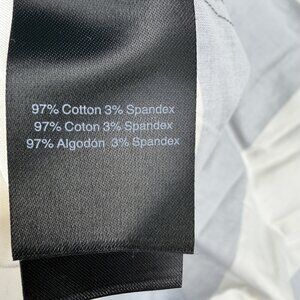 97% Cotton 3% Spandex
97% Coton 3% Spandex
97% Algodón 3% Spandex